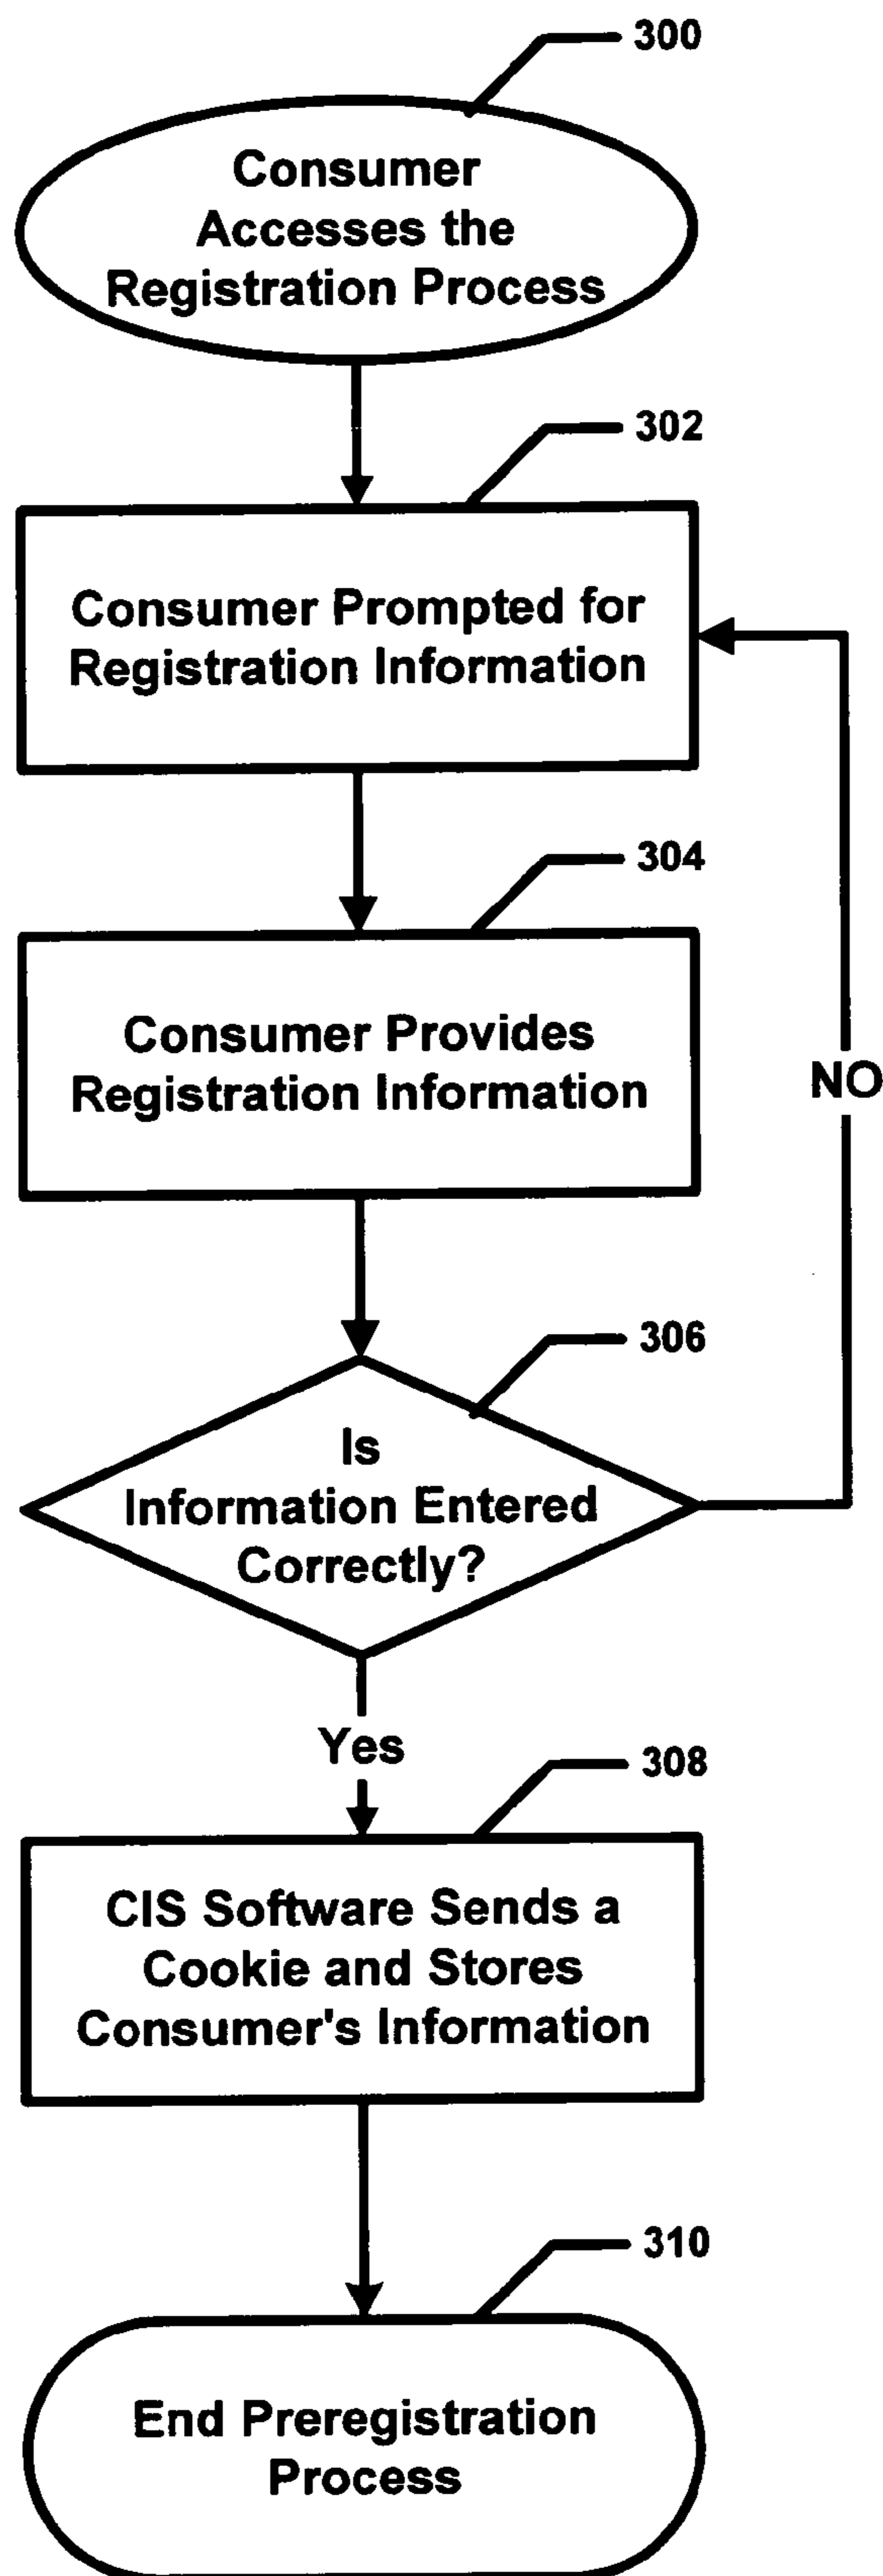 300
Consumer
Accesses the
Registration Process
302
Consumer Prompted for
Registration Information
304
Consumer Provides
Registration Information
NO
306
Is
Information Entered
Correctly?
Yes
308
CIS Software Sends a
Cookie and Stores
Consumer's Information
310
End Preregistration
Process